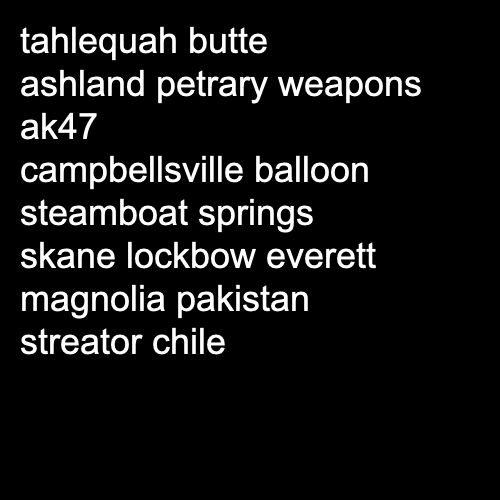 tahlequah butte
ashland petrary weapons
ak47
campbellsville balloon
steamboat springs
skane lockbow everett
magnolia pakistan
streator chile